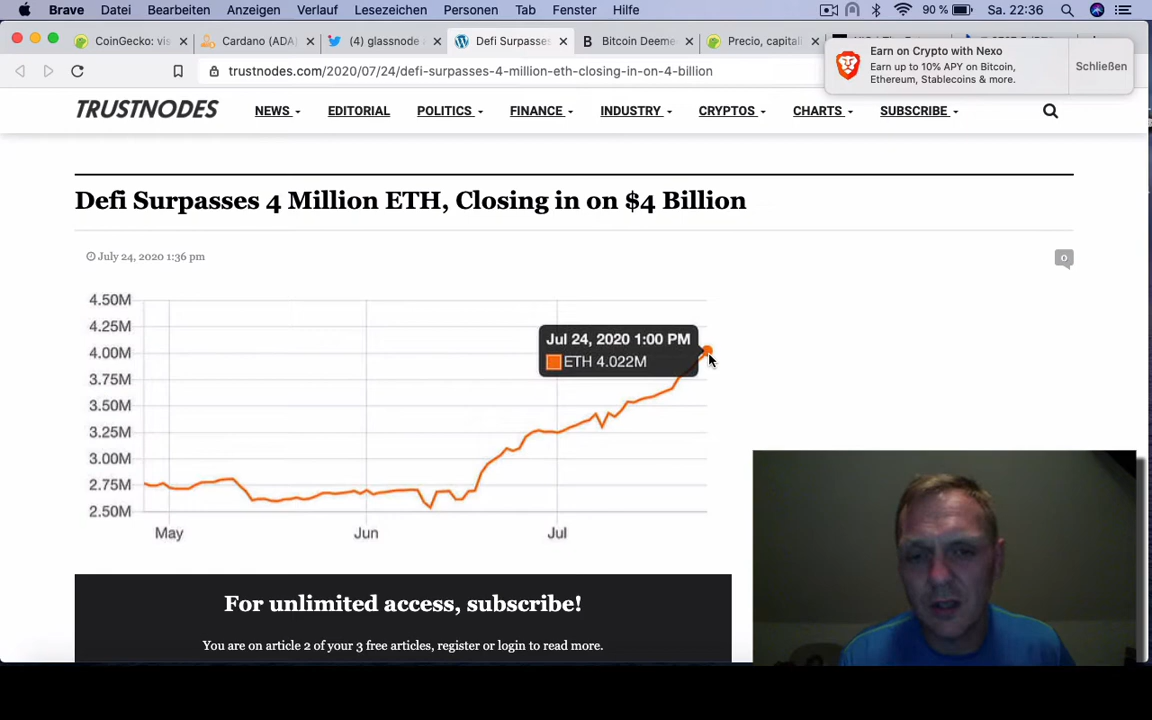 Brave Datei Bearbeiten Anzeigen Verlauf Lesezeichen Personen Tab Fenster Hilfe 90 % Sa. 22:36
CoinGecko: vis Cardano (ADA) (4) glassnode Defi Surpasses Bitcoin Deeme Precio, capitali
Earn on Crypto with Nexo
Earn up to 10% APY on Bitcoin,
Ethereum, Stablecoins & more.
Schließen
trustnodes.com/2020/07/24/defi-surpasses-4-million-eth-closing-in-on-4-billion
TRUSTNODES NEWS EDITORIAL POLITICS FINANCE INDUSTRY CRYPTOS CHARTS SUBSCRIBE
Defi Surpasses 4 Million ETH, Closing in on $4 Billion
July 24, 2020 1:36 pm
0
4.50M
4.25M
4.00M
3.75M
3.50M
3.25M
3.00M
2.75M
2.50M
Jul 24, 2020 1:00 PM
ETH 4.022M
May Jun Jul
For unlimited access, subscribe!
You are on article 2 of your 3 free articles, register or login to read more.